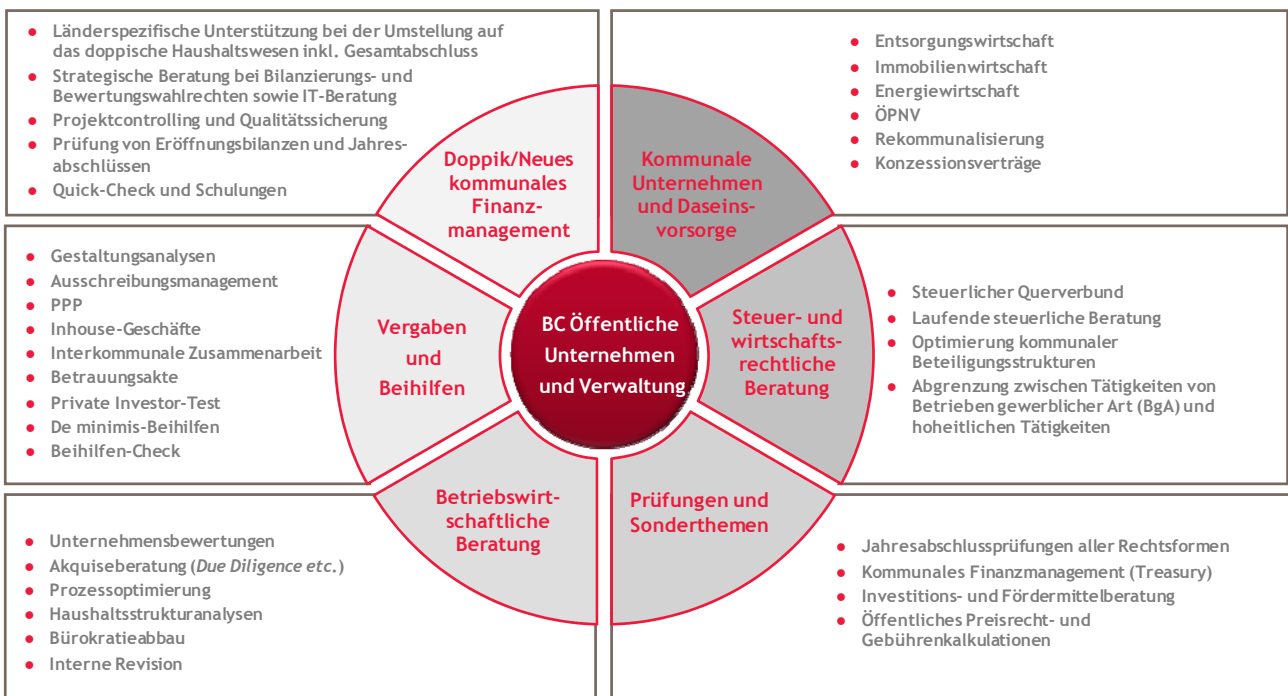 ● Länderspezifische Unterstützung bei der Umstellung auf
das doppische Haushaltswesen inkl. Gesamtabschluss
● Strategische Beratung bei Bilanzierungs- und
Bewertungswahlrechten sowie IT-Beratung
● Projektcontrolling und Qualitätssicherung
● Prüfung von Eröffnungsbilanzen und Jahres-
abschlüssen
● Quick-Check und Schulungen
● Entsorgungswirtschaft
● Immobilienwirtschaft
● Energiewirtschaft
● ÖPNV
● Rekommunalisierung
● Konzessionsverträge
Doppik/Neues
kommunales
Finanz-
management
Kommunale
Unternehmen
und Daseins-
vorsorge
● Gestaltungsanalysen
● Ausschreibungsmanagement
● PPP
● Inhouse-Geschäfte
● Interkommunale Zusammenarbeit
● Betrauungsakte
● Private Investor-Test
● De minimis-Beihilfen
● Beihilfen-Check
Vergaben
und
Beihilfen
BC Öffentliche
Unternehmen
und Verwaltung
Steuer- und
wirtschafts-
rechtliche
Beratung
● Steuerlicher Querverbund
● Laufende steuerliche Beratung
● Optimierung kommunaler
Beteiligungsstrukturen
● Abgrenzung zwischen Tätigkeiten von
Betrieben gewerblicher Art (BgA) und
hoheitlichen Tätigkeiten
Betriebswirt-
schaftliche
Beratung
Prüfungen und
Sonderthemen
● Unternehmensbewertungen
● Akquiseberatung (Due Diligence etc.)
● Prozessoptimierung
● Haushaltsstrukturanalysen
● Bürokratieabbau
● Interne Revision
● Jahresabschlussprüfungen aller Rechtsformen
● Kommunales Finanzmanagement (Treasury)
● Investitions- und Fördermittelberatung
● Öffentliches Preisrecht- und
Gebührenkalkulationen